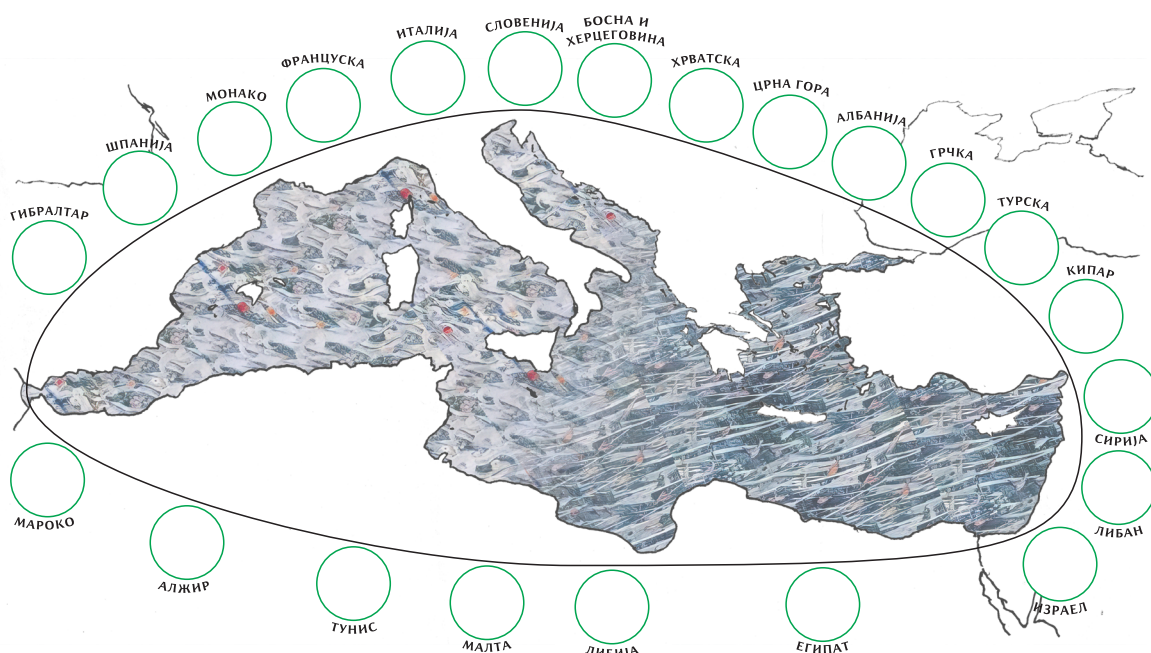 ГИБРАЛТАР
ШПАНИЈА
МОНАКО
ФРАНЦУСКА
ИТАЛИЈА
СЛОВЕНИЈА
БОСНА И
ХЕРЦЕГОВИНА
ХРВАТСКА
ЦРНА ГОРА
АЛБАНИЈА
ГРЧКА
ТУРСКА
КИПАР
СИРИЈА
ЛИБАН
ИЗРАЕЛ
ЕГИПАТ
ЛИБИЈА
МАЛТА
ТУНИС
АЛЖИР
МАРОКО